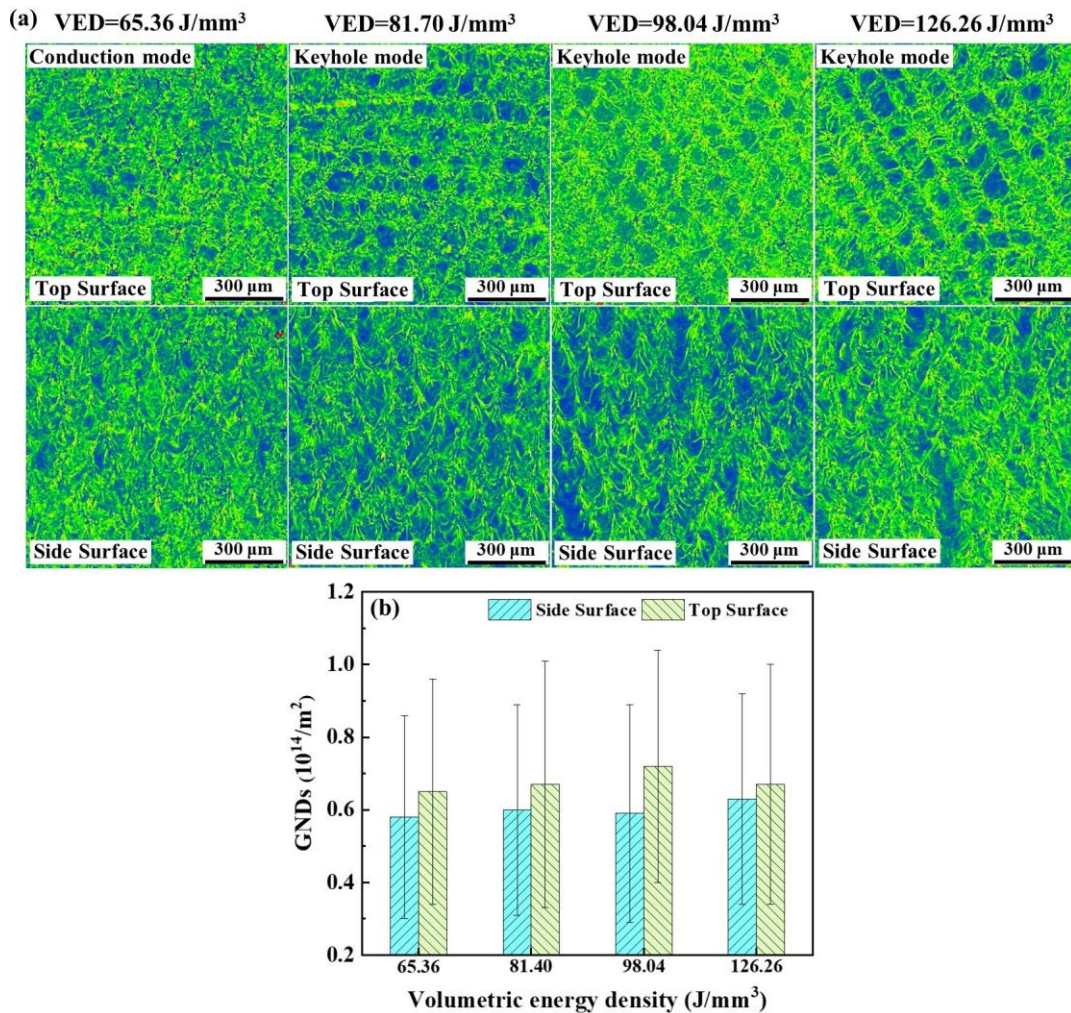 (a) VED=65.36 J/mm³ VED=81.70 J/mm³ VED=98.04 J/mm³ VED=126.26 J/mm³
Conduction mode Keyhole mode Keyhole mode Keyhole mode
Top Surface 300 μm Top Surface 300 μm Top Surface 300 μm Top Surface 300 μm
Side Surface 300 μm Side Surface 300 μm Side Surface 300 μm Side Surface 300 μm
(b) Side Surface Top Surface
1.2
1.0
0.8
0.6
0.4
0.2
GNDs (10¹⁴/m²)
65.36 81.40 98.04 126.26
Volumetric energy density (J/mm³)